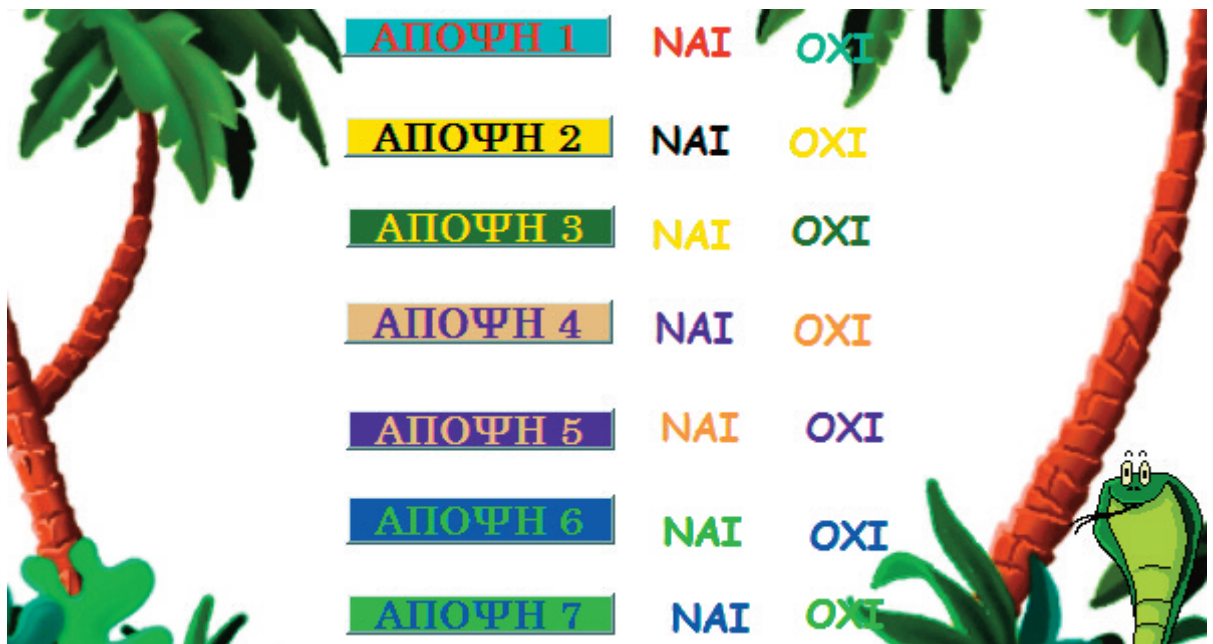 ΑΠΟΨΗ 1 ΝΑΙ ΟΧΙ
ΑΠΟΨΗ 2 ΝΑΙ ΟΧΙ
ΑΠΟΨΗ 3 ΝΑΙ ΟΧΙ
ΑΠΟΨΗ 4 ΝΑΙ ΟΧΙ
ΑΠΟΨΗ 5 ΝΑΙ ΟΧΙ
ΑΠΟΨΗ 6 ΝΑΙ ΟΧΙ
ΑΠΟΨΗ 7 ΝΑΙ ΟΧΙ